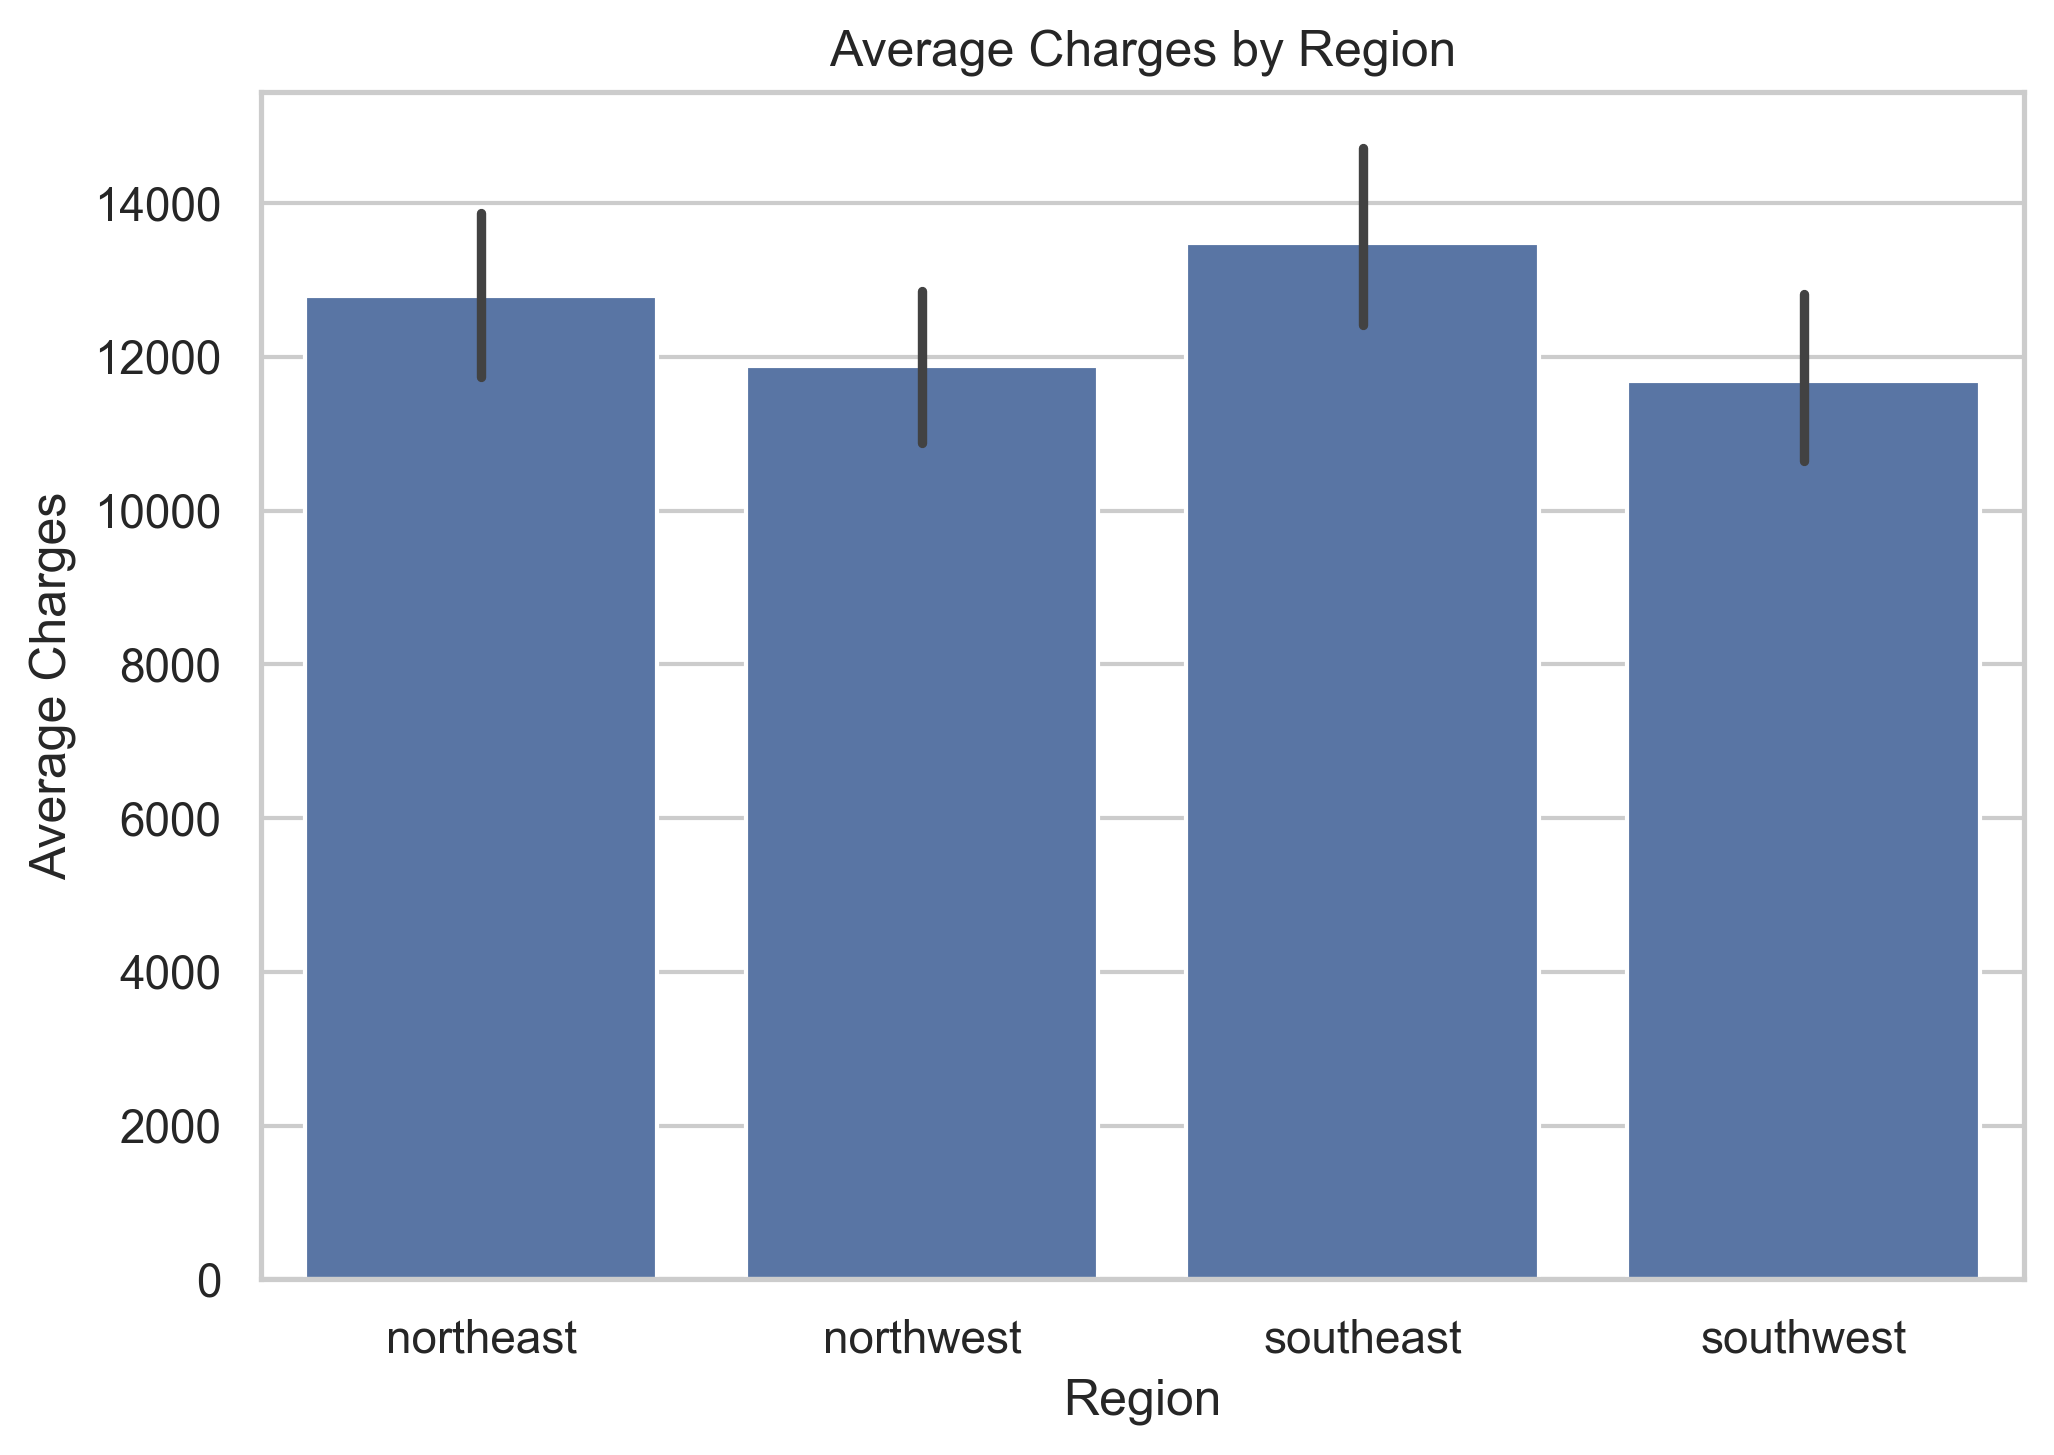 Average Charges by Region
Average Charges
14000
12000
10000
8000
6000
4000
2000
0
northeast northwest southeast southwest
Region